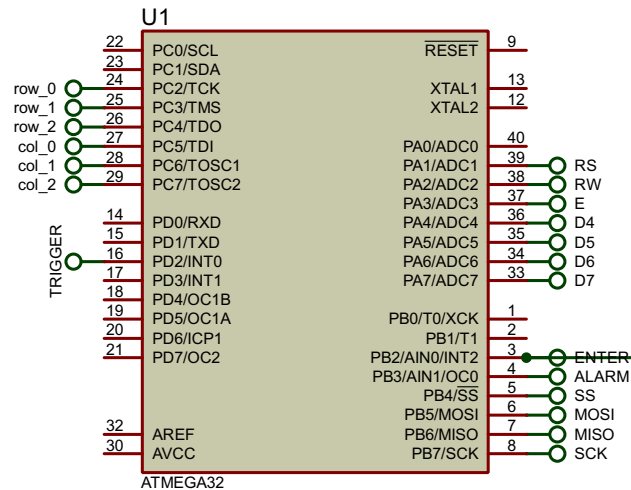 U1
22 PC0/SCL RESET 9
23 PC1/SDA
row_0 24 PC2/TCK XTAL1 13
row_1 25 PC3/TMS XTAL2 12
row_2 26 PC4/TDO
col_0 27 PC5/TDI PA0/ADC0 40
col_1 28 PC6/TOSC1 PA1/ADC1 39 RS
col_2 29 PC7/TOSC2 PA2/ADC2 38 RW
PA3/ADC3 37 E
14 PD0/RXD PA4/ADC4 36 D4
15 PD1/TXD PA5/ADC5 35 D5
TRIGGER 16 PD2/INT0 PA6/ADC6 34 D6
17 PD3/INT1 PA7/ADC7 33 D7
18 PD4/OC1B
19 PD5/OC1A PB0/T0/XCK 1
20 PD6/ICP1 PB1/T1 2
21 PD7/OC2 PB2/AIN0/INT2 3 ENTER
PB3/AIN1/OC0 4 ALARM
PB4/SS 5 SS
PB5/MOSI 6 MOSI
32 AREF PB6/MISO 7 MISO
30 AVCC PB7/SCK 8 SCK
ATMEGA32